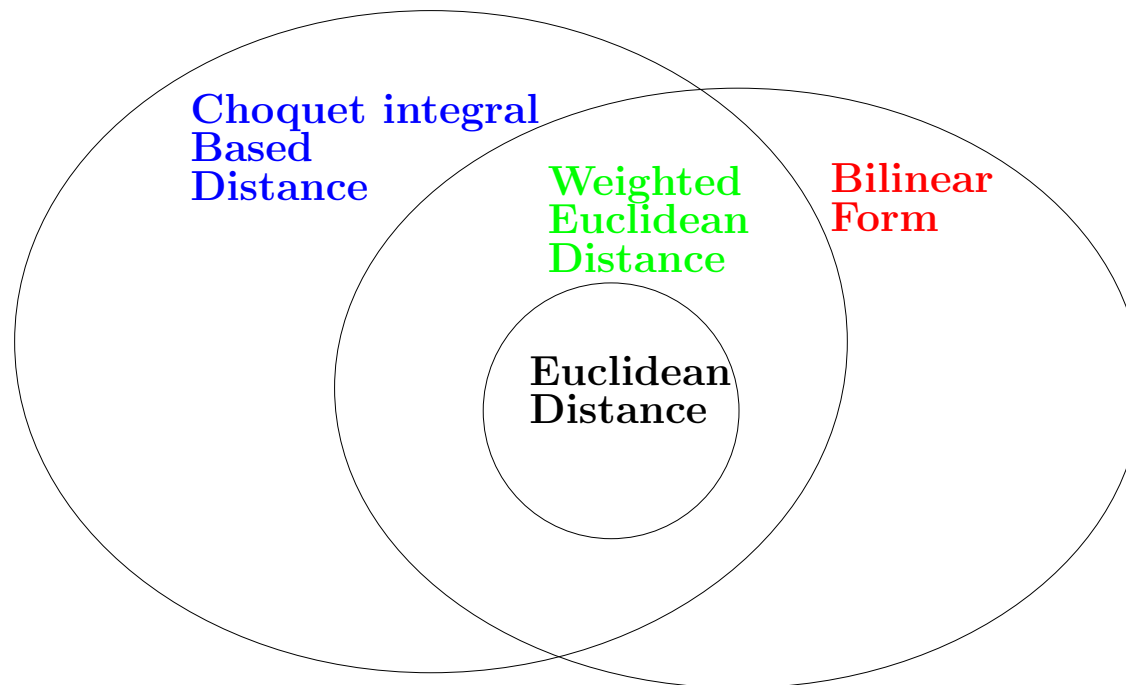 Choquet integral
Based
Distance
Weighted
Euclidean
Distance
Bilinear
Form
Euclidean
Distance